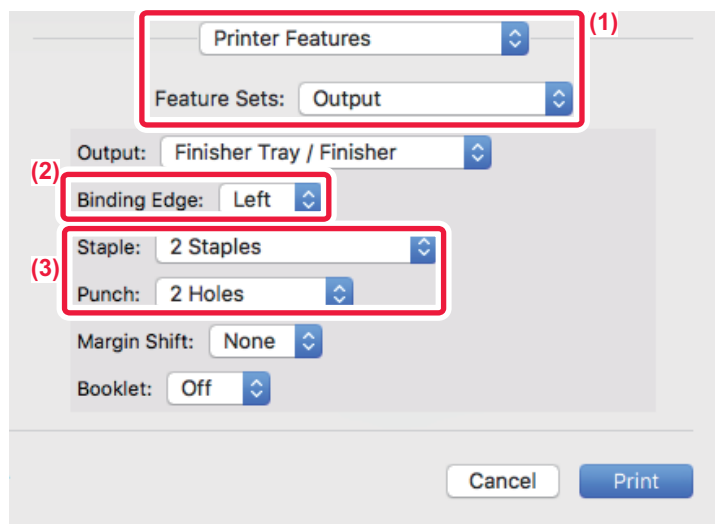 (1)
Printer Features
Feature Sets: Output
Output: Finisher Tray / Finisher
(2)
Binding Edge: Left
(3)
Staple: 2 Staples
Punch: 2 Holes
Margin Shift: None
Booklet: Off
Cancel Print